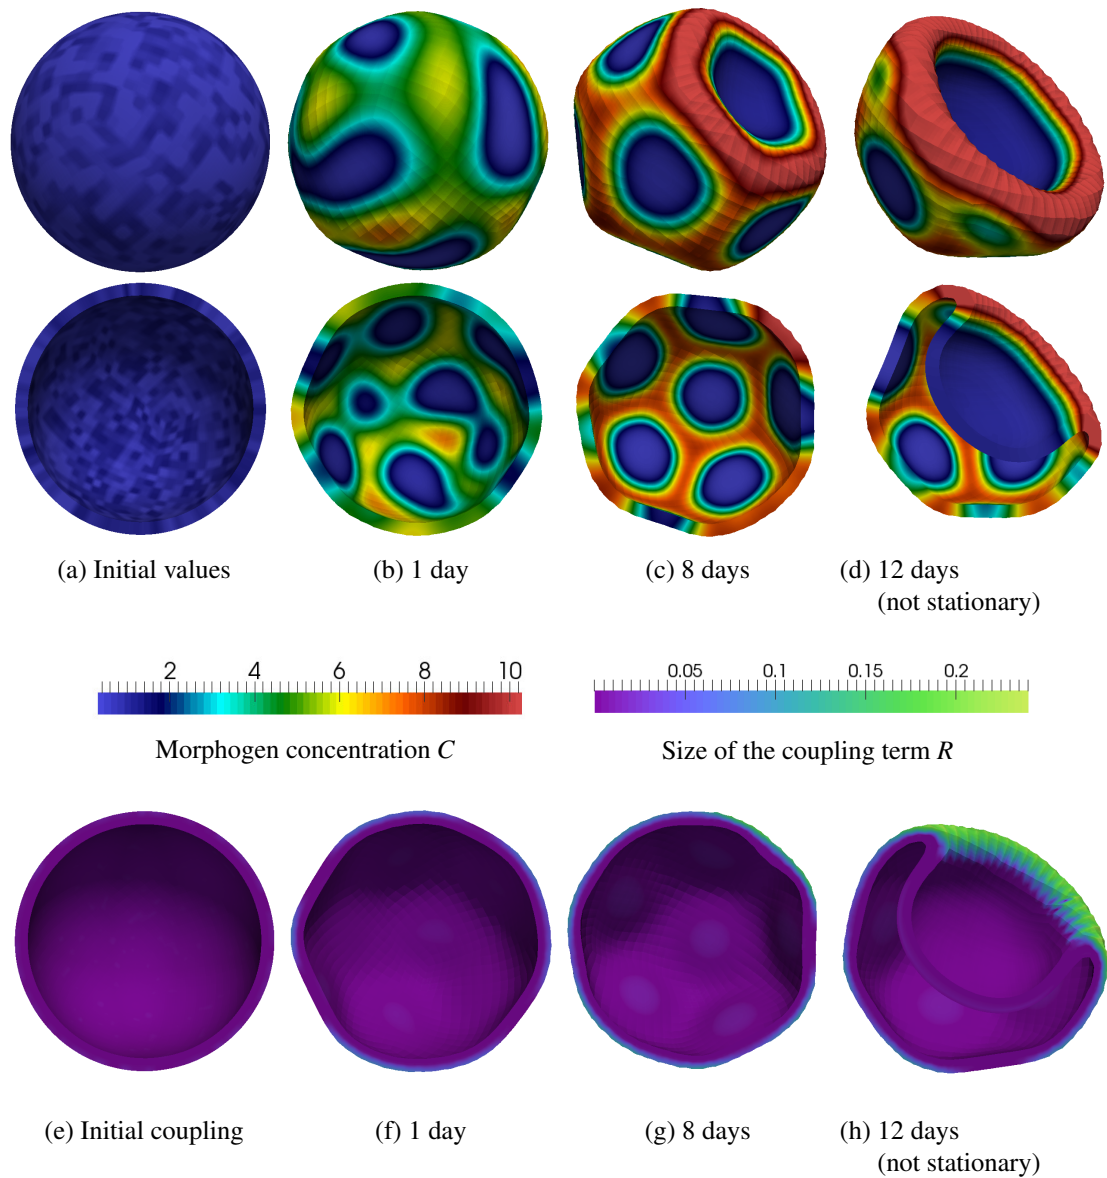 (a) Initial values
(b) 1 day
(c) 8 days
(d) 12 days
(not stationary)
2 4 6 8 10
Morphogen concentration C
0.05 0.1 0.15 0.2
Size of the coupling term R
(e) Initial coupling
(f) 1 day
(g) 8 days
(h) 12 days
(not stationary)